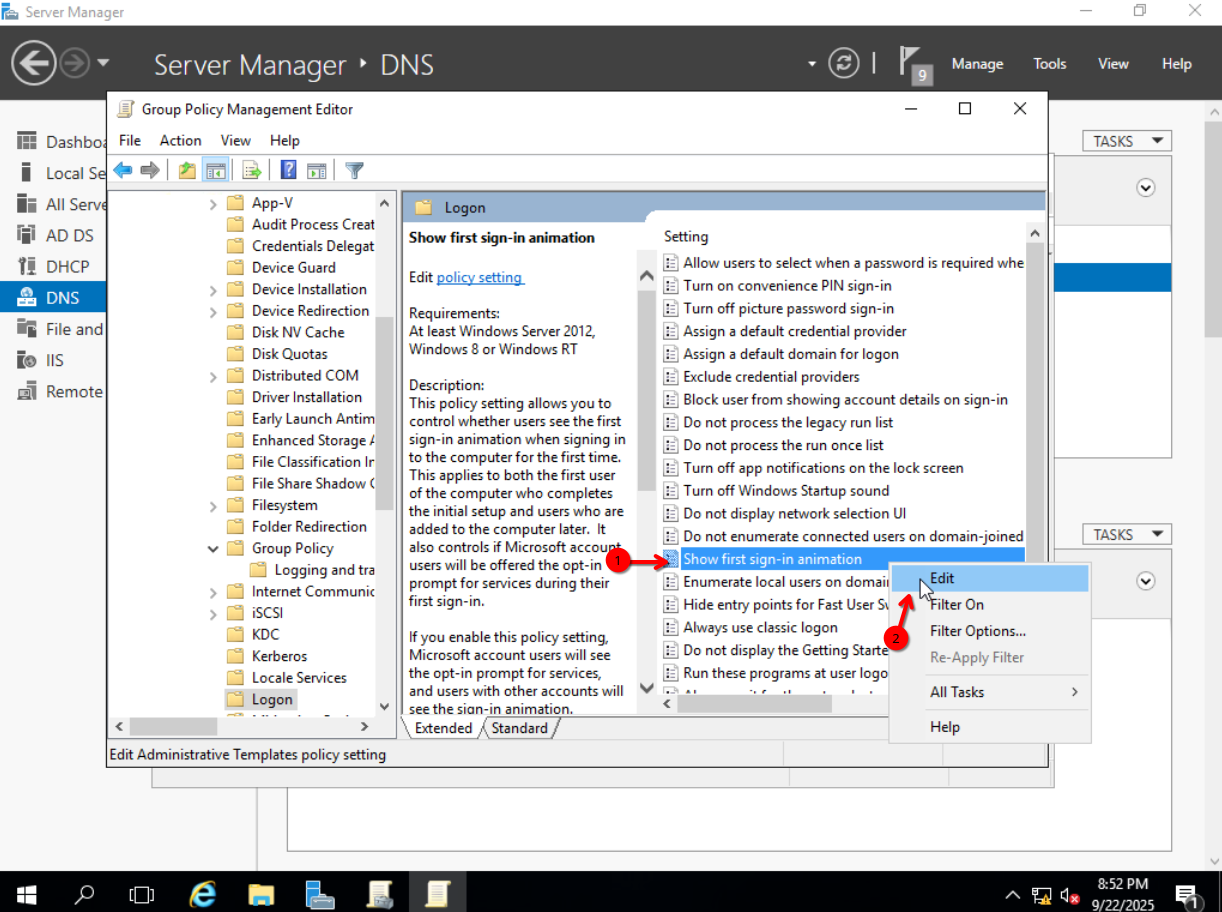 Server Manager
Server Manager • DNS
9
Manage
Tools
View
Help
Dashboa
Local Se
All Serve
AD DS
DHCP
DNS
File and
IIS
Remote
TASKS
TASKS
Group Policy Management Editor
File
Action
View
Help
App-V
Audit Process Creat
Credentials Delegat
Device Guard
Device Installation
Device Redirection
Disk NV Cache
Disk Quotas
Distributed COM
Driver Installation
Early Launch Antim
Enhanced Storage A
File Classification In
File Share Shadow C
Filesystem
Folder Redirection
Group Policy
Logging and tra
Internet Communic
iSCSI
KDC
Kerberos
Locale Services
Logon
Logon
Show first sign-in animation
Edit policy setting
Requirements:
At least Windows Server 2012,
Windows 8 or Windows RT
Description:
This policy setting allows you to
control whether users see the first
sign-in animation when signing in
to the computer for the first time.
This applies to both the first user
of the computer who completes
the initial setup and users who are
added to the computer later. It
also controls if Microsoft account
users will be offered the opt-in
prompt for services during their
first sign-in.
If you enable this policy setting,
Microsoft account users will see
the opt-in prompt for services,
and users with other accounts will
see the sign-in animation.
Setting
Allow users to select when a password is required whe
Turn on convenience PIN sign-in
Turn off picture password sign-in
Assign a default credential provider
Assign a default domain for logon
Exclude credential providers
Block user from showing account details on sign-in
Do not process the legacy run list
Do not process the run once list
Turn off app notifications on the lock screen
Turn off Windows Startup sound
Do not display network selection UI
Do not enumerate connected users on domain-joined
Show first sign-in animation
Enumerate local users on domai
Hide entry points for Fast User Sw
Always use classic logon
Do not display the Getting Starte
Run these programs at user logo
1
2
Edit
Filter On
Filter Options...
Re-Apply Filter
All Tasks
Help
Extended
Standard
Edit Administrative Templates policy setting
8:52 PM
9/22/2025
1